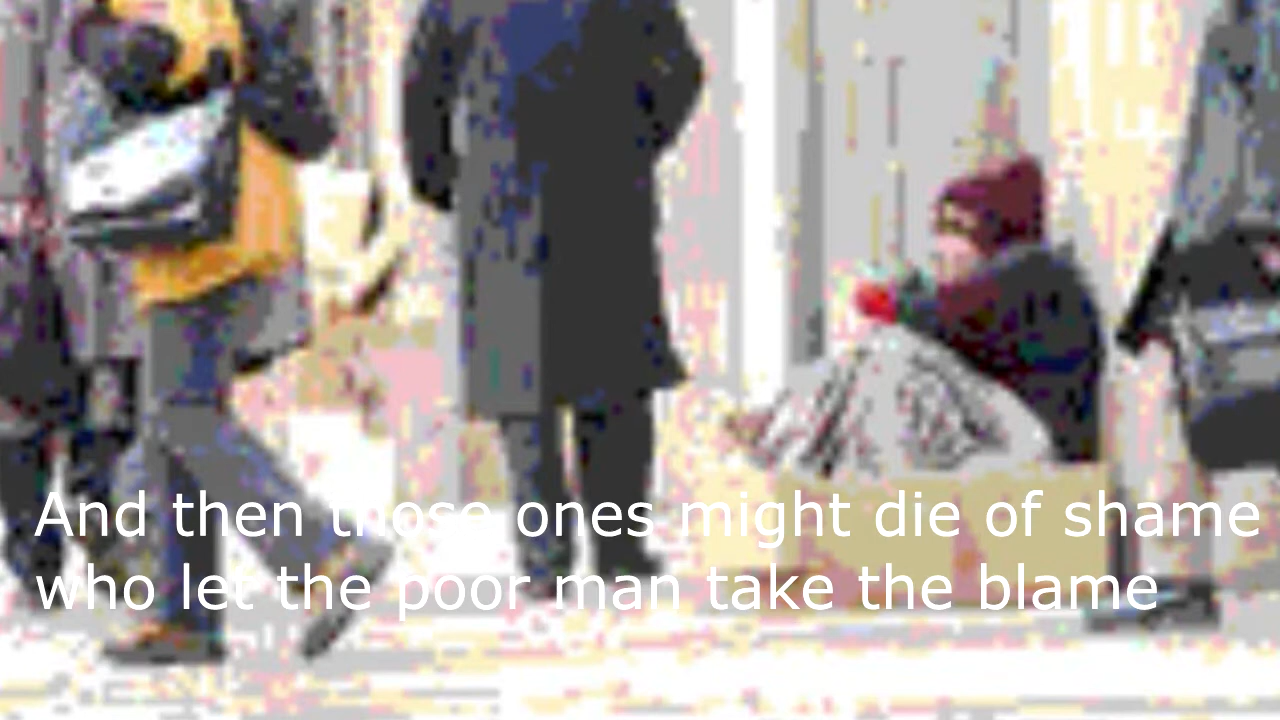 And then those ones might die of shame
who let the poor man take the blame